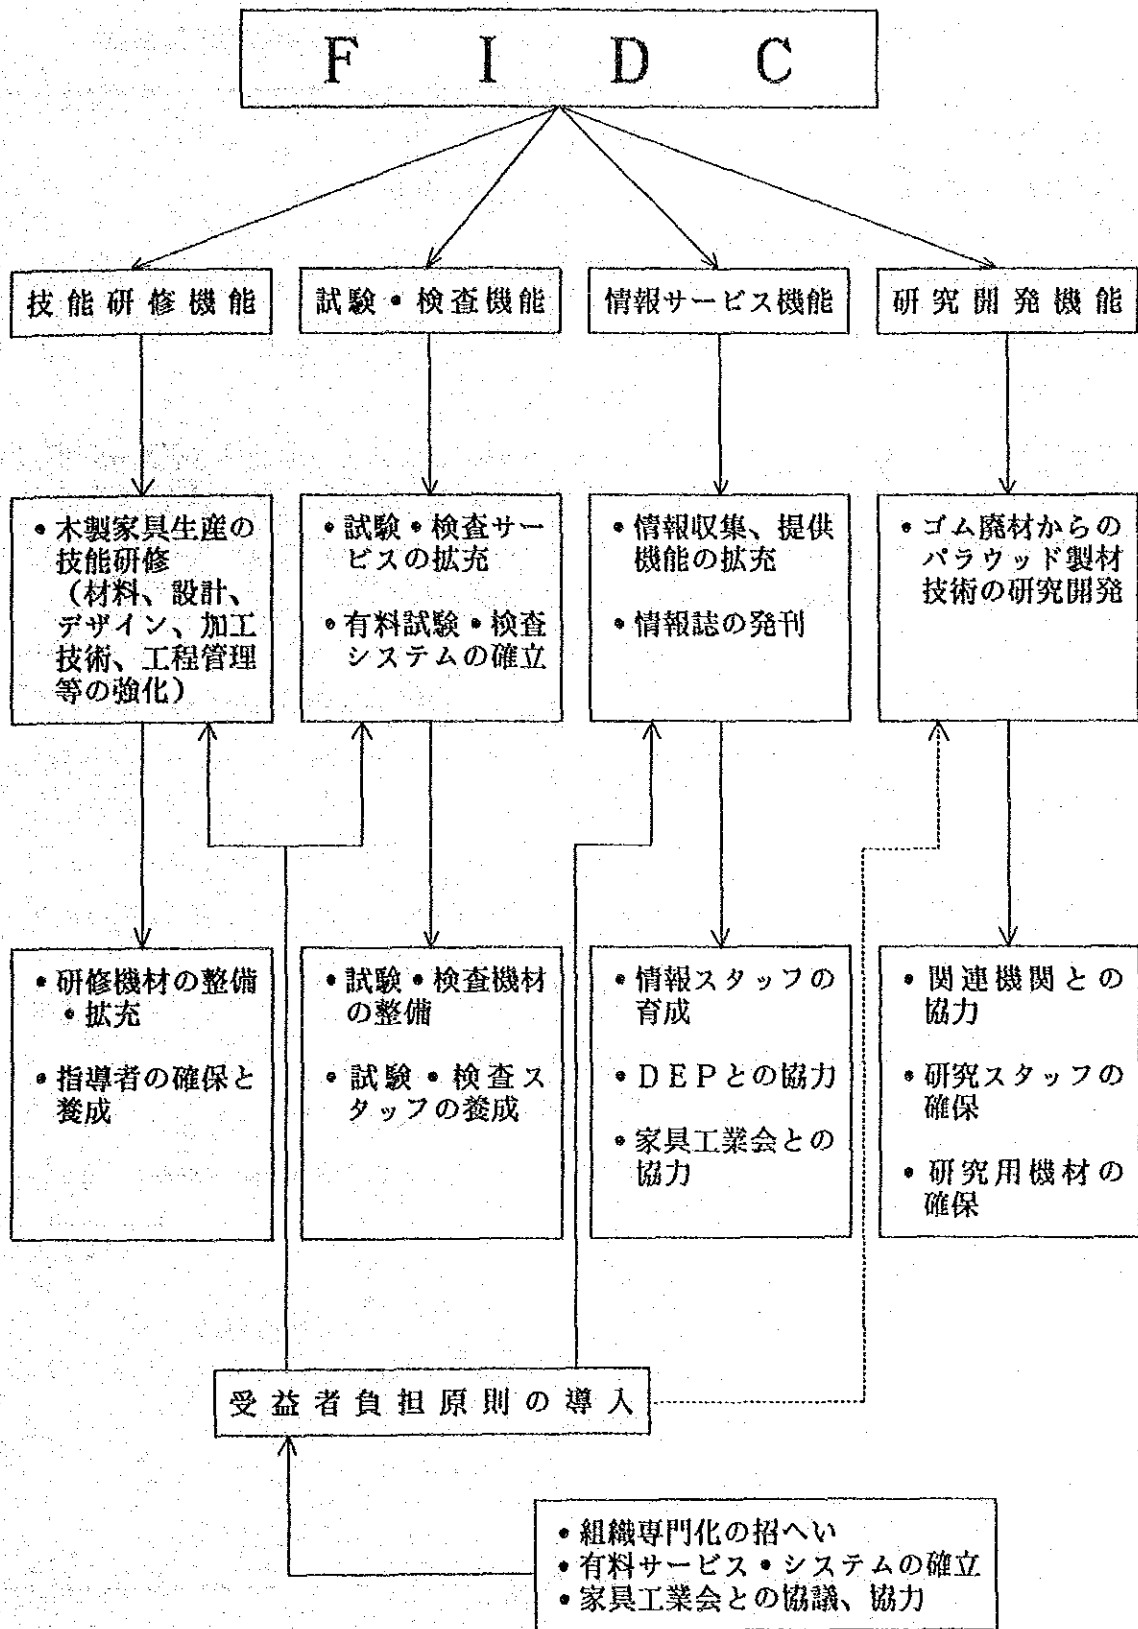 F I D C
技能研修機能
試験・検査機能
情報サービス機能
研究開発機能
・木製家具生産の
技能研修
（材料、設計、
デザイン、加工
技術、工程管理
等の強化）
・試験・検査サー
ビスの拡充
・有料試験・検査
システムの確立
・情報収集、提供
機能の拡充
・情報誌の発刊
・ゴム廃材からの
パラウッド製材
技術の研究開発
・研修機材の整備
・拡充
・指導者の確保と
養成
・試験・検査機材
の整備
・試験・検査ス
タッフの養成
・情報スタッフの
育成
・DEPとの協力
・家具工業会との
協力
・関連機関との
協力
・研究スタッフの
確保
・研究用機材の
確保
受益者負担原則の導入
・組織専門化の招へい
・有料サービス・システムの確立
・家具工業会との協議、協力